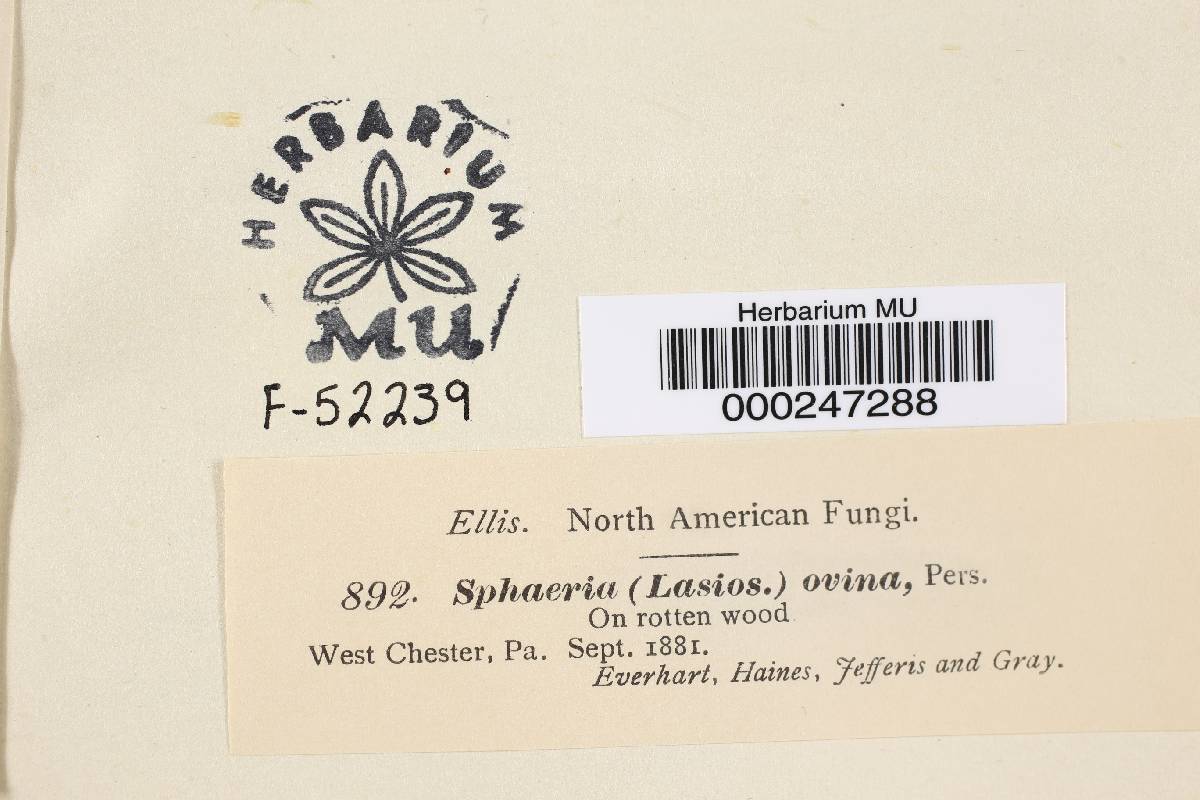 HERBARIUM
MU
F-52239
Herbarium MU
000247288
Ellis. North American Fungi.
892. Sphaeria (Lasios.) ovina, Pers.
On rotten wood
West Chester, Pa. Sept. 1881.
Everhart, Haines, Jefferis and Gray.